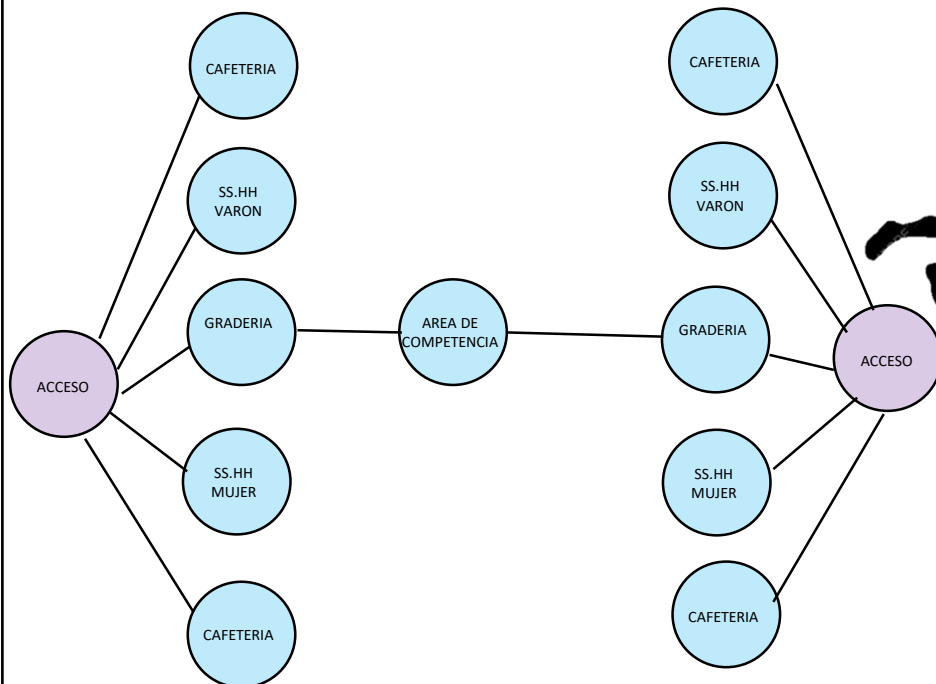 CAFETERIA
CAFETERIA
SS.HH
VARON
SS.HH
VARON
GRADERIA
AREA DE
COMPETENCIA
GRADERIA
ACCESO
ACCESO
SS.HH
MUJER
SS.HH
MUJER
CAFETERIA
CAFETERIA